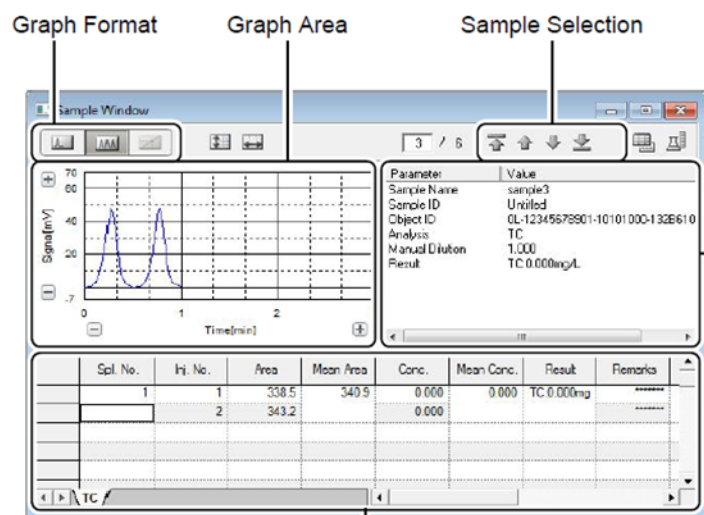 Graph Format Graph Area Sample Selection
Sample Window
3 / 6
Signal[mV]
70
60
40
20
-7
0 1 2
Time[min]
Parameter Value
Sample Name sample3
Sample ID Untitled
Object ID 0L-12345678901-10101000-132B610
Analysis TC
Manual Dilution 1.000
Result TC:0.000mg/L
Spl. No. Inj. No. Area Mean Area Conc. Mean Conc. Result Remarks
1 1 338.5 340.9 0.000 0.000 TC:0.000mg *******
2 343.2 0.000 *******
TC